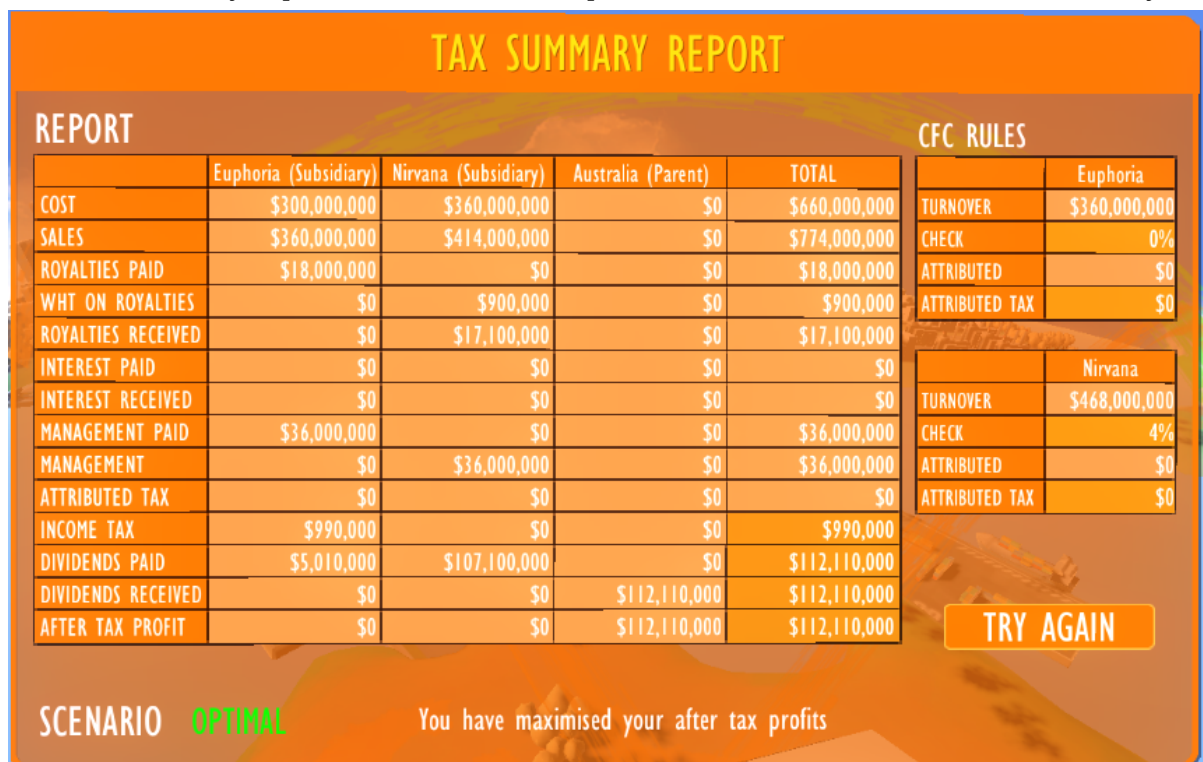 TAX SUMMARY REPORT
REPORT
Euphoria (Subsidiary) Nirvana (Subsidiary) Australia (Parent) TOTAL
COST $300,000,000 $360,000,000 $0 $660,000,000
SALES $360,000,000 $414,000,000 $0 $774,000,000
ROYALTIES PAID $18,000,000 $0 $0 $18,000,000
WHT ON ROYALTIES $0 $900,000 $0 $900,000
ROYALTIES RECEIVED $0 $17,100,000 $0 $17,100,000
INTEREST PAID $0 $0 $0 $0
INTEREST RECEIVED $0 $0 $0 $0
MANAGEMENT PAID $36,000,000 $0 $0 $36,000,000
MANAGEMENT $0 $36,000,000 $0 $36,000,000
ATTRIBUTED TAX $0 $0 $0 $0
INCOME TAX $990,000 $0 $0 $990,000
DIVIDENDS PAID $5,010,000 $107,100,000 $0 $112,110,000
DIVIDENDS RECEIVED $0 $0 $112,110,000 $112,110,000
AFTER TAX PROFIT $0 $0 $112,110,000 $112,110,000
CFC RULES
Euphoria
TURNOVER $360,000,000
CHECK 0%
ATTRIBUTED $0
ATTRIBUTED TAX $0
Nirvana
TURNOVER $468,000,000
CHECK 4%
ATTRIBUTED $0
ATTRIBUTED TAX $0
TRY AGAIN
SCENARIO OPTIMAL You have maximised your after tax profits